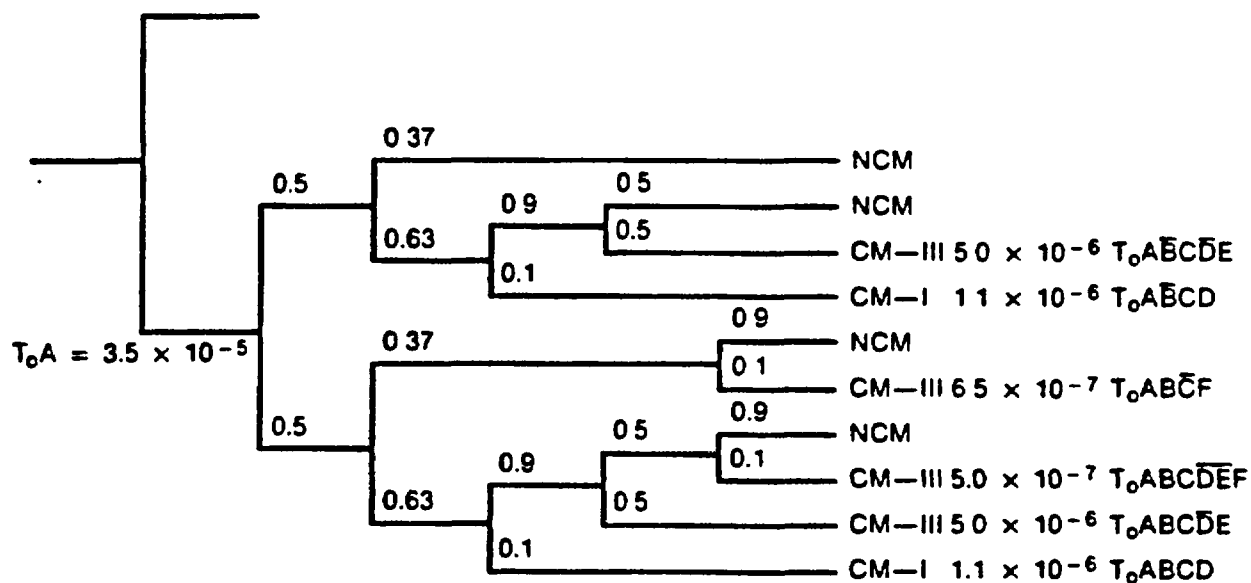 0 37
NCM
0.5
0 5
0 9
NCM
0.63
0.5
CM—III 5 0 × 10⁻⁶ T₀AB̅CD̅E
0.1
CM—I 1 1 × 10⁻⁶ T₀AB̅CD
0 9
T₀A = 3.5 × 10⁻⁵
0 37
NCM
0 1
CM—III 6 5 × 10⁻⁷ T₀ABC̅F
0.9
0.5
0 5
NCM
0.9
0.1
0.63
CM—III 5.0 × 10⁻⁷ T₀ABCD̅E̅F
0 5
CM—III 5 0 × 10⁻⁶ T₀ABCD̅E
0.1
CM—I 1.1 × 10⁻⁶ T₀ABCD